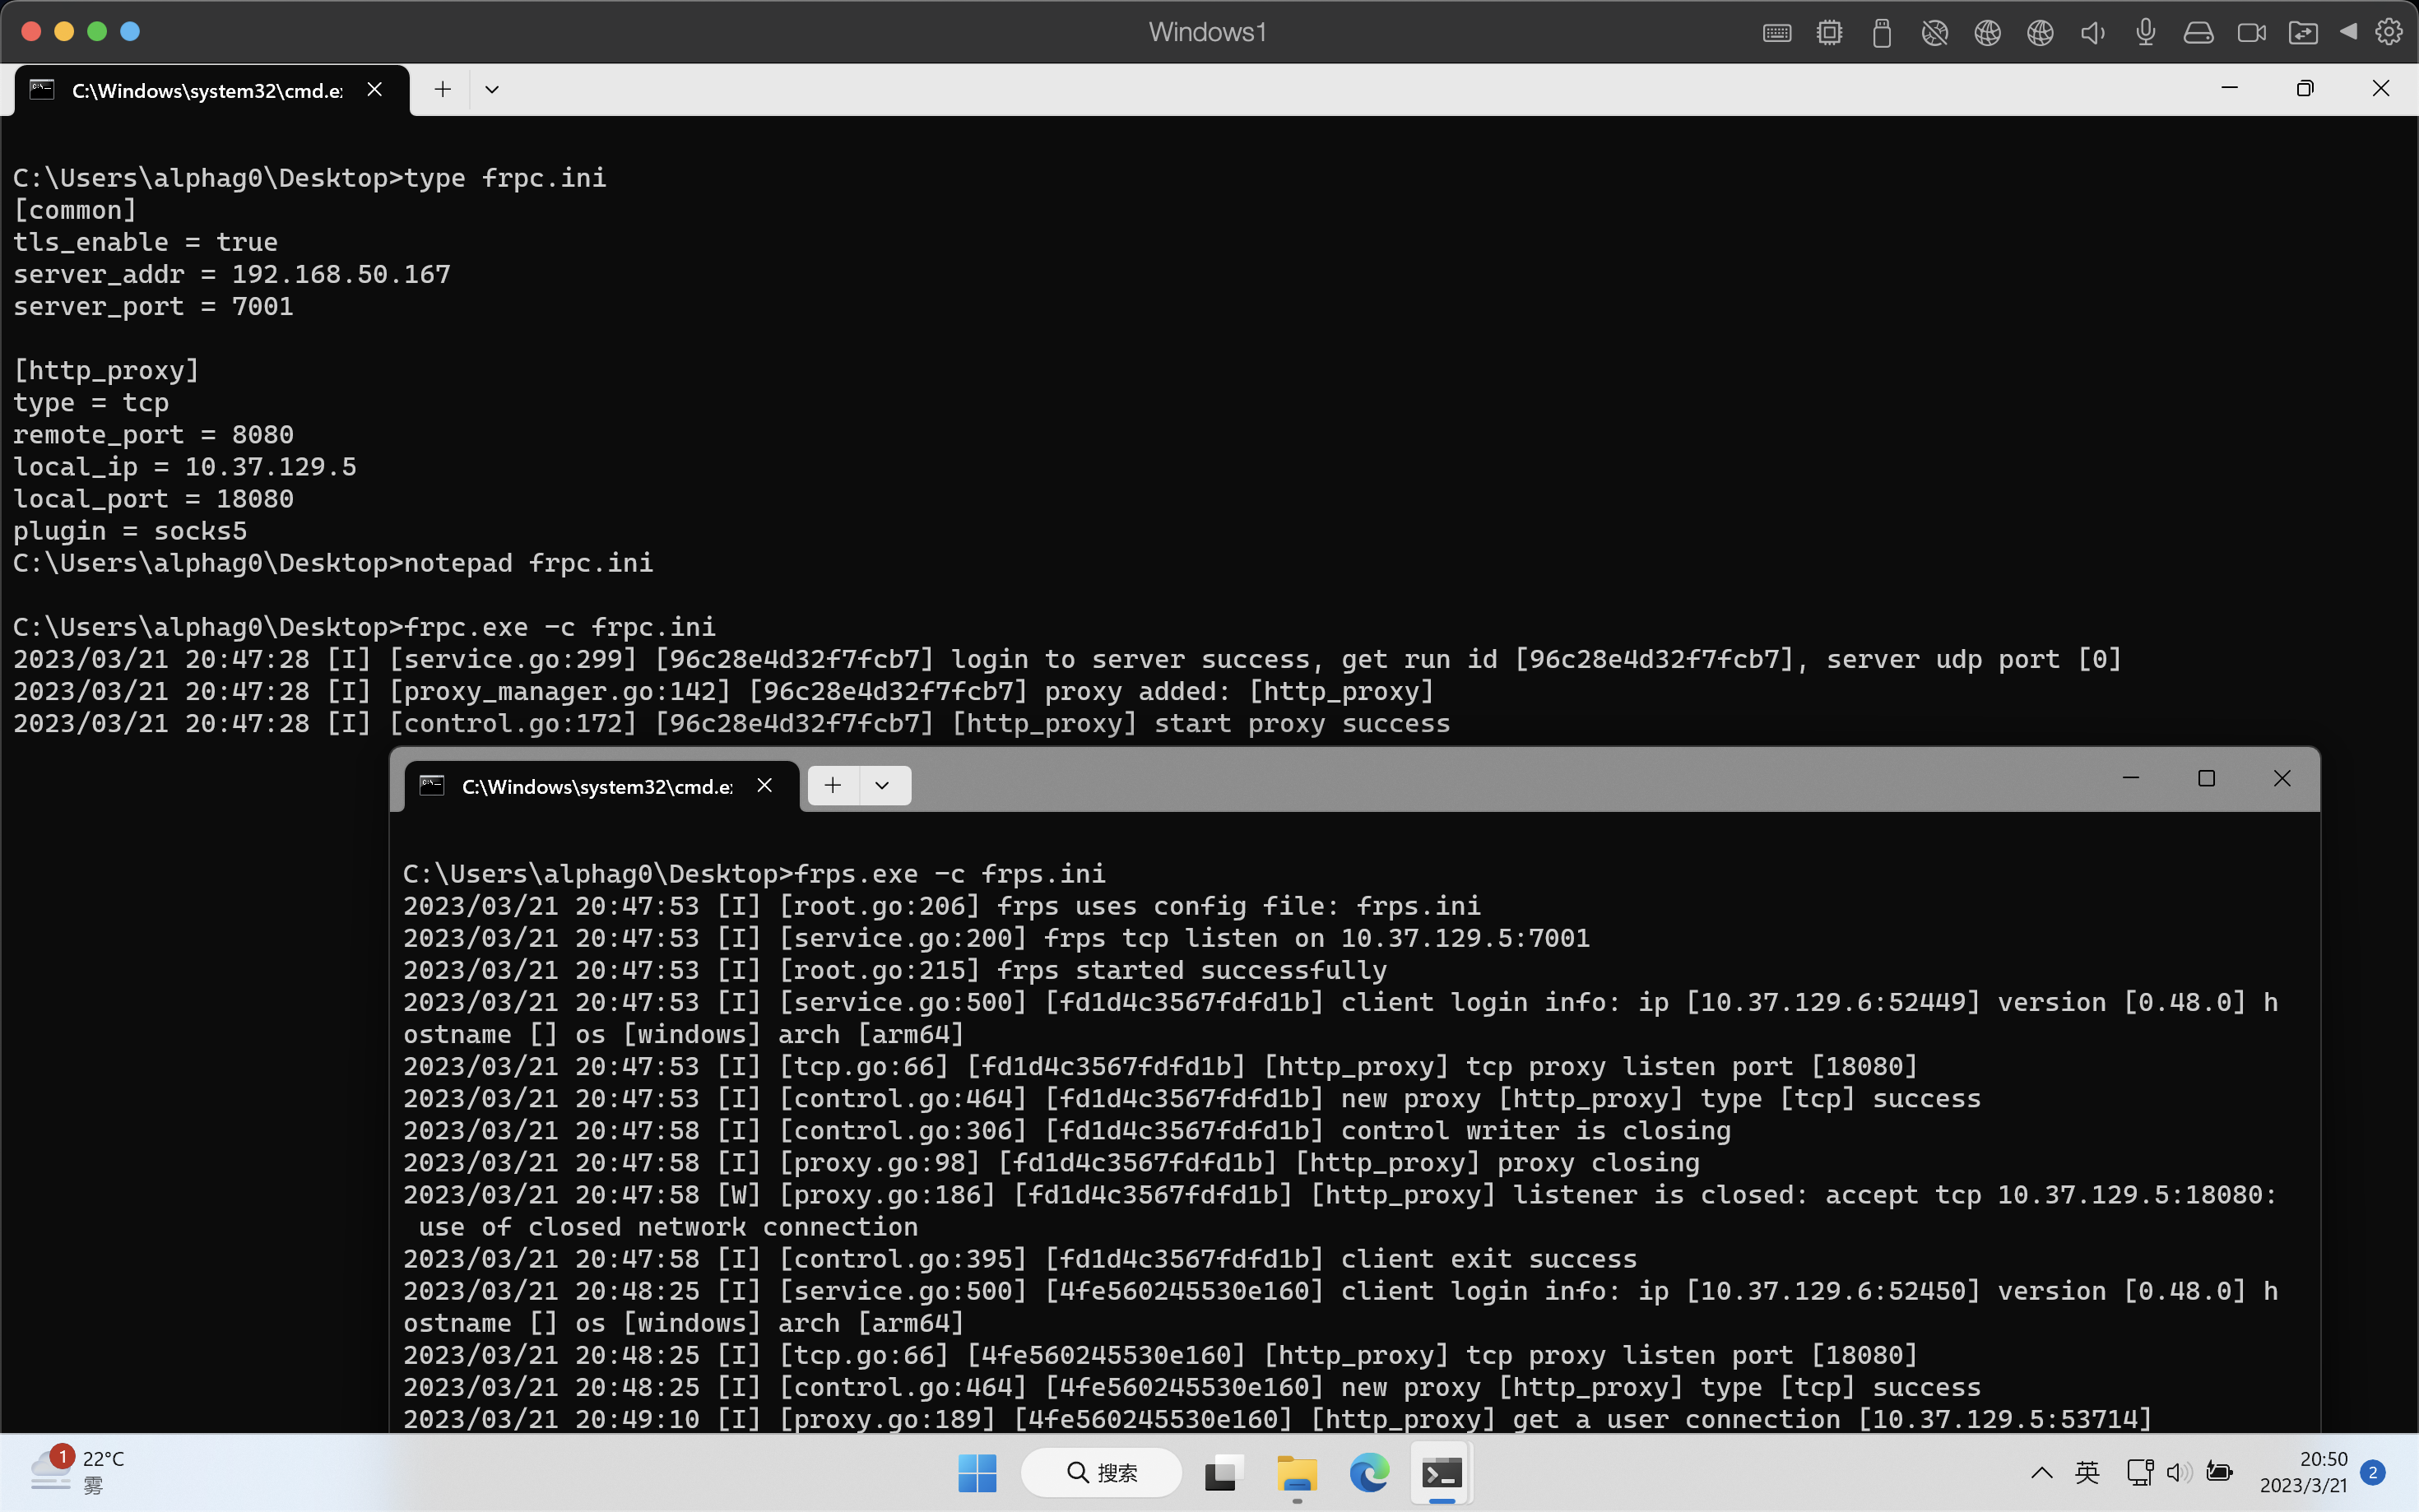 Windows1
C:\Windows\system32\cmd.e
C:\Users\alphag0\Desktop>type frpc.ini
[common]
tls_enable = true
server_addr = 192.168.50.167
server_port = 7001
[http_proxy]
type = tcp
remote_port = 8080
local_ip = 10.37.129.5
local_port = 18080
plugin = socks5
C:\Users\alphag0\Desktop>notepad frpc.ini
C:\Users\alphag0\Desktop>frpc.exe -c frpc.ini
2023/03/21 20:47:28 [I] [service.go:299] [96c28e4d32f7fcb7] login to server success, get run id [96c28e4d32f7fcb7], server udp port [0]
2023/03/21 20:47:28 [I] [proxy_manager.go:142] [96c28e4d32f7fcb7] proxy added: [http_proxy]
2023/03/21 20:47:28 [I] [control.go:172] [96c28e4d32f7fcb7] [http_proxy] start proxy success
C:\Windows\system32\cmd.e
C:\Users\alphag0\Desktop>frps.exe -c frps.ini
2023/03/21 20:47:53 [I] [root.go:206] frps uses config file: frps.ini
2023/03/21 20:47:53 [I] [service.go:200] frps tcp listen on 10.37.129.5:7001
2023/03/21 20:47:53 [I] [root.go:215] frps started successfully
2023/03/21 20:47:53 [I] [service.go:500] [fd1d4c3567fdfd1b] client login info: ip [10.37.129.6:52449] version [0.48.0] h
ostname [] os [windows] arch [arm64]
2023/03/21 20:47:53 [I] [tcp.go:66] [fd1d4c3567fdfd1b] [http_proxy] tcp proxy listen port [18080]
2023/03/21 20:47:53 [I] [control.go:464] [fd1d4c3567fdfd1b] new proxy [http_proxy] type [tcp] success
2023/03/21 20:47:58 [I] [control.go:306] [fd1d4c3567fdfd1b] control writer is closing
2023/03/21 20:47:58 [I] [proxy.go:98] [fd1d4c3567fdfd1b] [http_proxy] proxy closing
2023/03/21 20:47:58 [W] [proxy.go:186] [fd1d4c3567fdfd1b] [http_proxy] listener is closed: accept tcp 10.37.129.5:18080:
use of closed network connection
2023/03/21 20:47:58 [I] [control.go:395] [fd1d4c3567fdfd1b] client exit success
2023/03/21 20:48:25 [I] [service.go:500] [4fe560245530e160] client login info: ip [10.37.129.6:52450] version [0.48.0] h
ostname [] os [windows] arch [arm64]
2023/03/21 20:48:25 [I] [tcp.go:66] [4fe560245530e160] [http_proxy] tcp proxy listen port [18080]
2023/03/21 20:48:25 [I] [control.go:464] [4fe560245530e160] new proxy [http_proxy] type [tcp] success
2023/03/21 20:49:10 [I] [proxy.go:189] [4fe560245530e160] [http_proxy] get a user connection [10.37.129.5:53714]
1
22°C
雾
搜索
英
20:50
2023/3/21
2